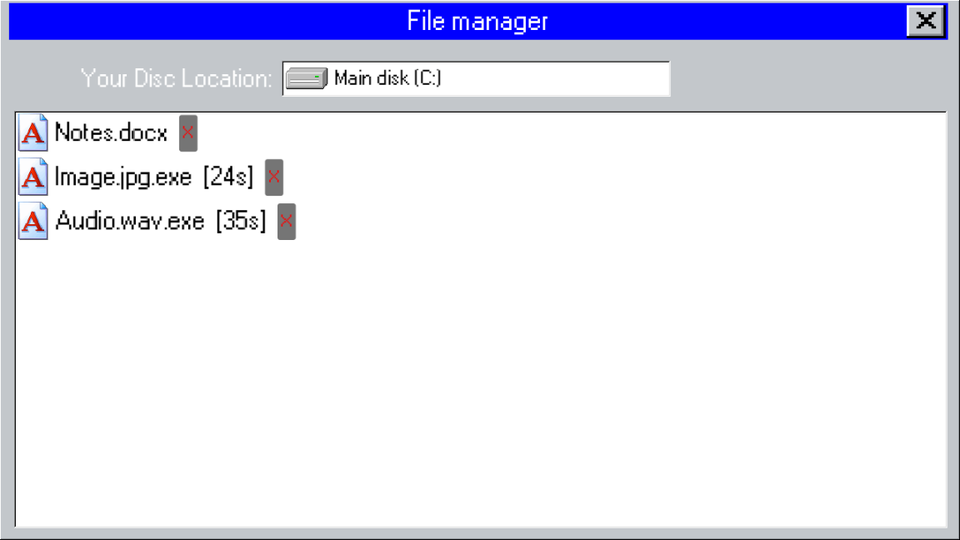 File manager
Your Disc Location: Main disk (C:)
Notes.docx
Image.jpg.exe [24s]
Audio.wav.exe [35s]